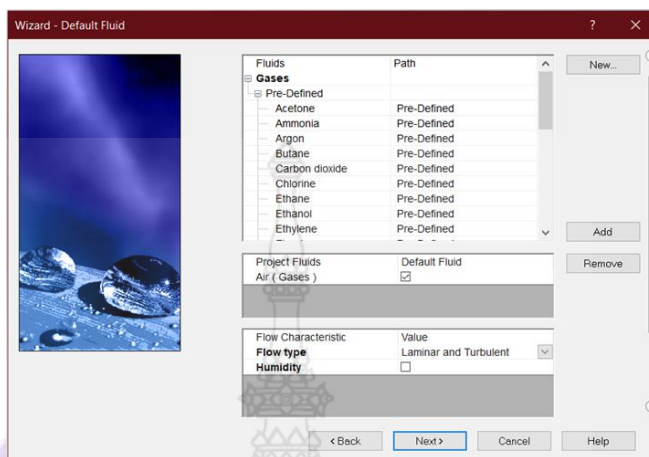 Wizard - Default Fluid ? ×
Fluids Path
Gases
Pre-Defined
Acetone Pre-Defined
Ammonia Pre-Defined
Argon Pre-Defined
Butane Pre-Defined
Carbon dioxide Pre-Defined
Chlorine Pre-Defined
Ethane Pre-Defined
Ethanol Pre-Defined
Ethylene Pre-Defined
New...
Add
Project Fluids Default Fluid
Air ( Gases )
Remove
Flow Characteristic Value
Flow type Laminar and Turbulent
Humidity
< Back Next > Cancel Help